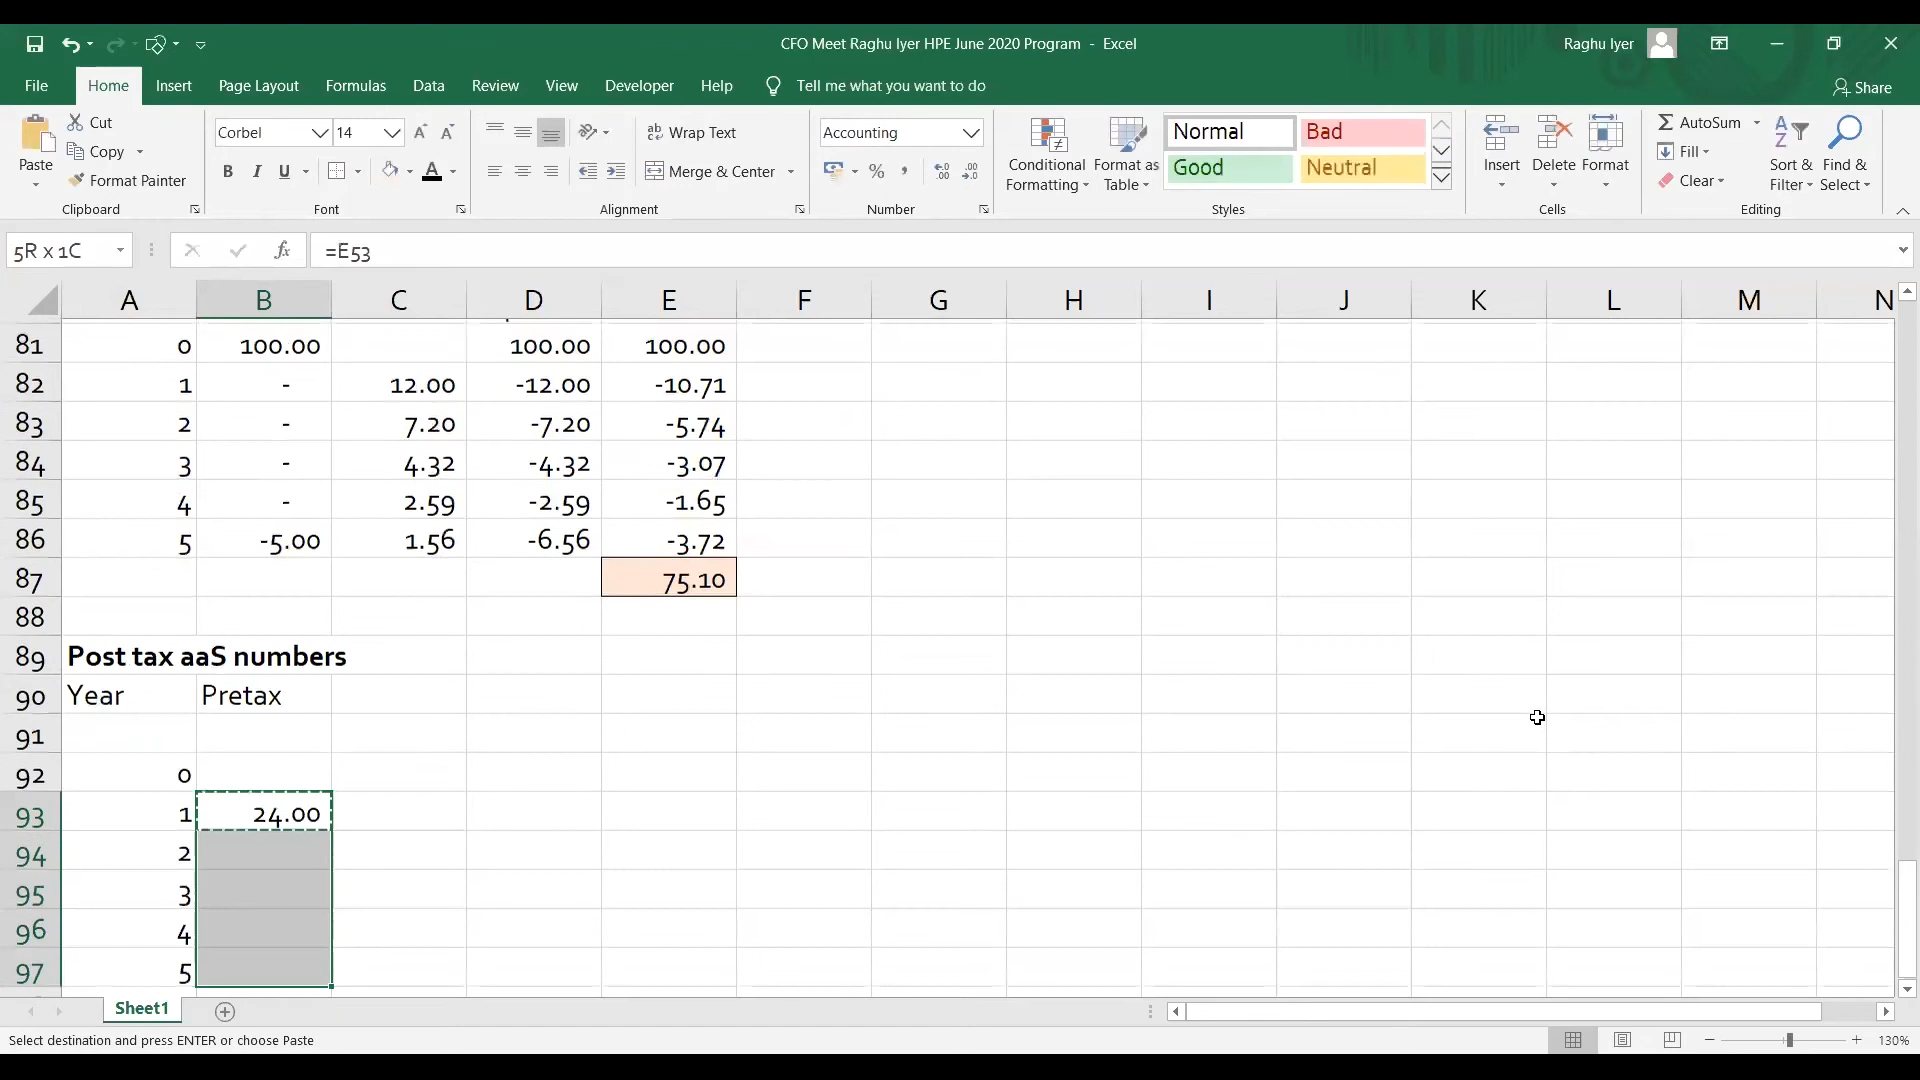 CFO Meet Raghu Iyer HPE June 2020 Program - Excel
Raghu Iyer
File Home Insert Page Layout Formulas Data Review View Developer Help Tell me what you want to do
Share
Paste
Cut
Copy
Format Painter
Clipboard
Corbel 14
B I U
Font
Wrap Text
Merge & Center
Alignment
Accounting
Number
Conditional Formatting
Format as Table
Normal Bad
Good Neutral
Styles
Insert Delete Format
Cells
AutoSum
Fill
Clear
Sort & Filter
Find & Select
Editing
5R x 1C fx =E53
A B C D E F G H I J K L M N
81 0 100.00 100.00 100.00
82 1 - 12.00 -12.00 -10.71
83 2 - 7.20 -7.20 -5.74
84 3 - 4.32 -4.32 -3.07
85 4 - 2.59 -2.59 -1.65
86 5 -5.00 1.56 -6.56 -3.72
87 75.10
88
89 Post tax aaS numbers
90 Year Pretax
91
92 0
93 1 24.00
94 2
95 3
96 4
97 5
Sheet1
Select destination and press ENTER or choose Paste
130%